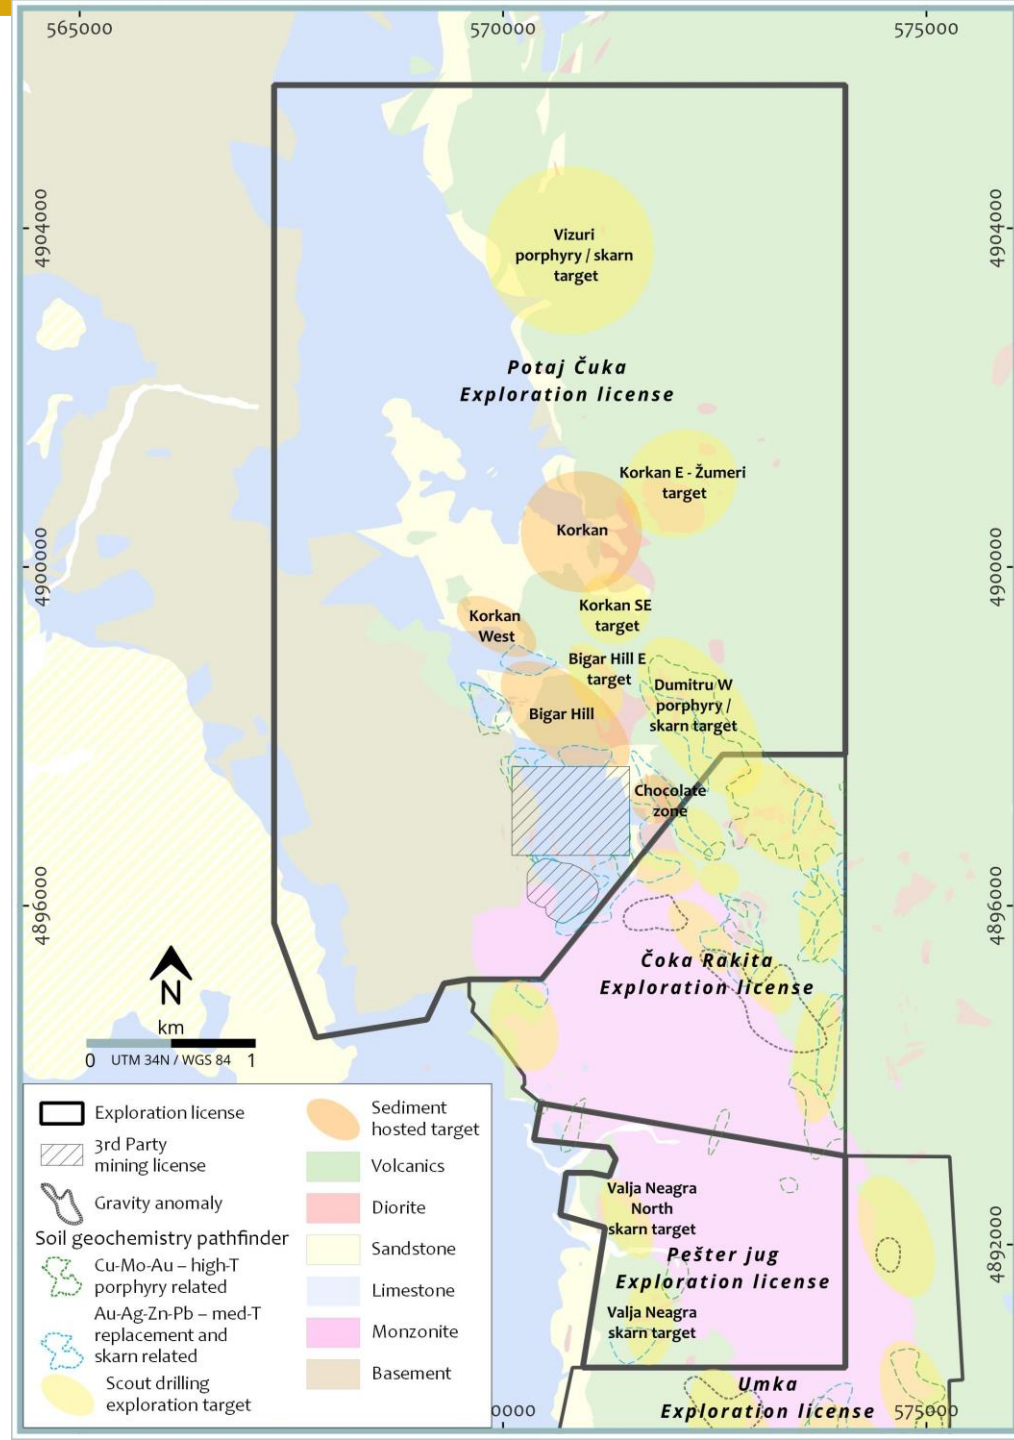 565000
570000
575000
4904000
4904000
Vizuri
porphyry / skarn
target
Potaj Čuka
Exploration license
Korkan E - Žumeri
target
Korkan
4900000
4900000
Korkan SE
target
Korkan
West
Bigar Hill E
target
Dumitru W
porphyry /
skarn target
Bigar Hill
Chocolate
zone
4896000
4896000
Čoka Rakita
Exploration license
N
km
0
1
UTM 34N / WGS 84
Exploration license
3rd Party
mining license
Gravity anomaly
Soil geochemistry pathfinder
Cu-Mo-Au – high-T
porphyry related
Au-Ag-Zn-Pb – med-T
replacement and
skarn related
Scout drilling
exploration target
Sediment
hosted target
Volcanics
Diorite
Sandstone
Limestone
Monzonite
Basement
Valja Neagra
North
skarn target
4892000
Pešter jug
Exploration license
Valja Neagra
skarn target
Umka
Exploration license
0000
575000